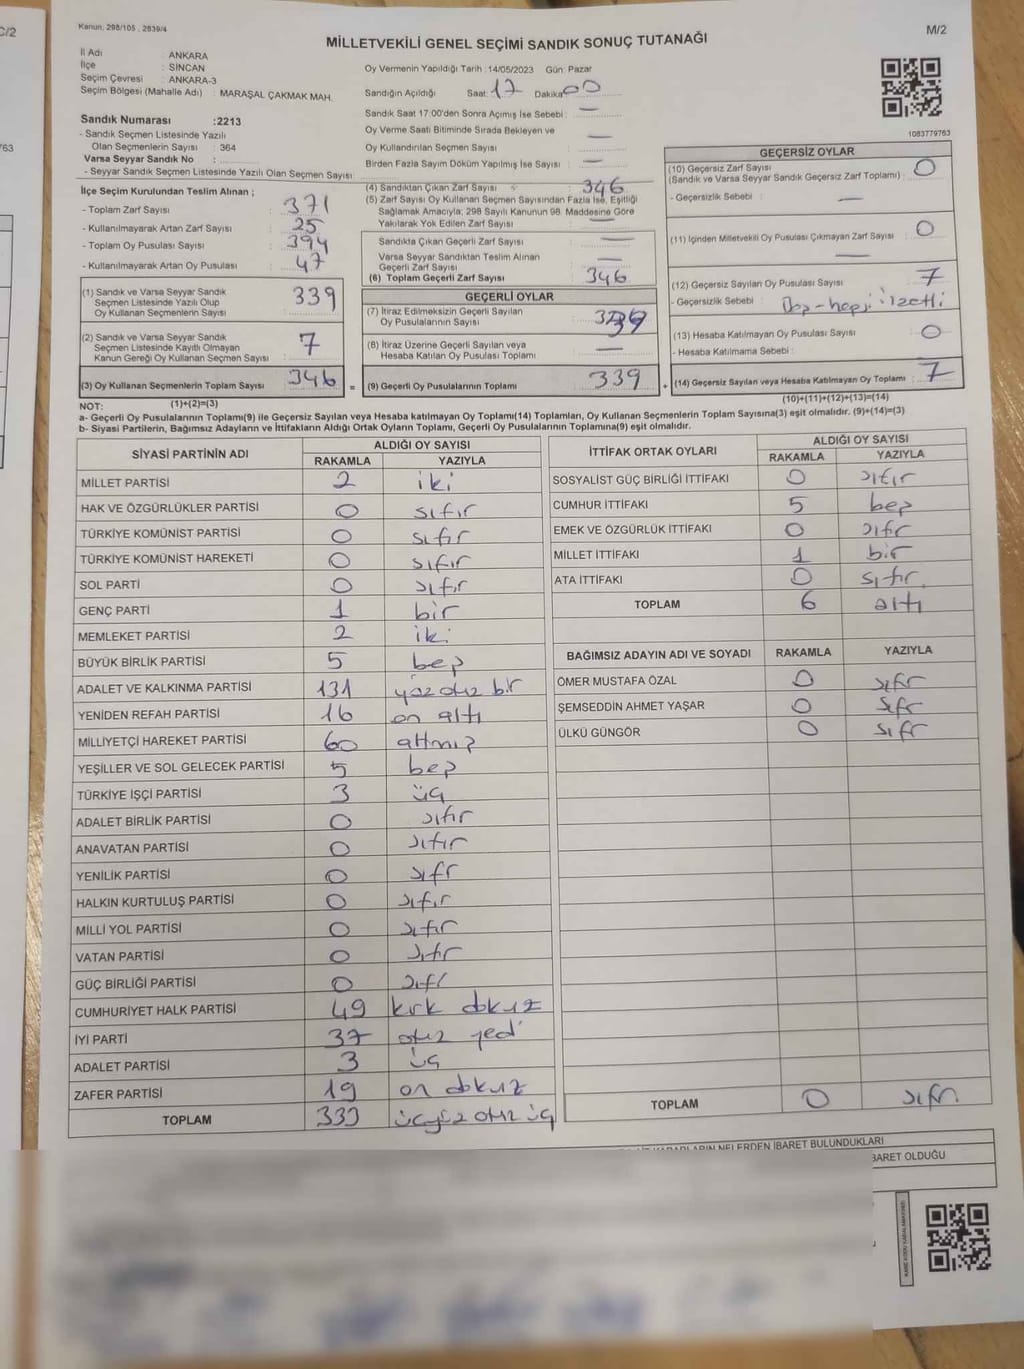 C/2
763
Kanun: 298/105 , 2839/4
M/2
MİLLETVEKİLİ GENEL SEÇİMİ SANDIK SONUÇ TUTANAĞI
İl Adı : ANKARA
İlçe : SİNCAN
Seçim Çevresi : ANKARA-3
Seçim Bölgesi (Mahalle Adı) : MARAŞAL ÇAKMAK MAH.
Oy Vermenin Yapıldığı Tarih :14/05/2023 Gün: Pazar
Sandığın Açıldığı Saat: 17 Dakika 00
Sandık Saat 17:00'den Sonra Açımış İse Sebebi : —
Oy Verme Saati Bitiminde Sırada Bekleyen ve
Oy Kullandırılan Seçmen Sayısı : —
Birden Fazla Sayım Döküm Yapılmış İse Sayısı : —
Sandık Numarası :2213
- Sandık Seçmen Listesinde Yazılı
Olan Seçmenlerin Sayısı : 364
Varsa Seyyar Sandık No :
- Seyyar Sandık Seçmen Listesinde Yazılı Olan Seçmen Sayısı :
1083779763
İlçe Seçim Kurulundan Teslim Alınan ;
- Toplam Zarf Sayısı : 371
- Kullanılmayarak Artan Zarf Sayısı : 25
- Toplam Oy Pusulası Sayısı : 394
- Kullanılmayarak Artan Oy Pusulası : 47
(1) Sandık ve Varsa Seyyar Sandık
Seçmen Listesinde Yazılı Olup
Oy Kullanan Seçmenlerin Sayısı : 339
(2) Sandık ve Varsa Seyyar Sandık
Seçmen Listesinde Kayıtlı Olmayan
Kanun Gereği Oy Kullanan Seçmen Sayısı : 7
(3) Oy Kullanan Seçmenlerin Toplam Sayısı : 346 =
(1)+(2)=(3)
(4) Sandıktan Çıkan Zarf Sayısı : 346
(5) Zarf Sayısı Oy Kullanan Seçmen Sayısından Fazla İse, Eşitliği
Sağlamak Amacıyla; 298 Sayılı Kanunun 98. Maddesine Göre
Yakılarak Yok Edilen Zarf Sayısı : —
Sandıkta Çıkan Geçerli Zarf Sayısı : —
Varsa Seyyar Sandıktan Teslim Alınan
Geçerli Zarf Sayısı : —
(6) Toplam Geçerli Zarf Sayısı : 346
GEÇERLİ OYLAR
(7) İtiraz Edilmeksizin Geçerli Sayılan
Oy Pusulalarının Sayısı : 339
(8) İtiraz Üzerine Geçerli Sayılan veya
Hesaba Katılan Oy Pusulası Toplamı : —
(9) Geçerli Oy Pusulalarının Toplamı : 339 +
GEÇERSİZ OYLAR
(10) Geçersiz Zarf Sayısı
(Sandık ve Varsa Seyyar Sandık Geçersiz Zarf Toplamı) : 0
- Geçersizlik Sebebi : —
(11) İçinden Milletvekili Oy Pusulası Çıkmayan Zarf Sayısı : 0
—
(12) Geçersiz Sayılan Oy Pusulası Sayısı : 7
- Geçersizlik Sebebi :
(13) Hesaba Katılmayan Oy Pusulası Sayısı : 0
- Hesaba Katılmama Sebebi :
(14) Geçersiz Sayılan veya Hesaba Katılmayan Oy Toplamı : 7
(10)+(11)+(12)+(13)=(14)
NOT:
a- Geçerli Oy Pusulalarının Toplamı(9) ile Geçersiz Sayılan veya Hesaba katılmayan Oy Toplamı(14) Toplamları, Oy Kullanan Seçmenlerin Toplam Sayısına(3) eşit olmalıdır. (9)+(14)=(3)
b- Siyasi Partilerin, Bağımsız Adayların ve İttifakların Aldığı Ortak Oyların Toplamı, Geçerli Oy Pusulalarının Toplamına(9) eşit olmalıdır.
SİYASİ PARTİNİN ADI ALDIĞI OY SAYISI
RAKAMLA YAZIYLA
MİLLET PARTİSİ 2 iki
HAK VE ÖZGÜRLÜKLER PARTİSİ 0 sıfır
TÜRKİYE KOMÜNİST PARTİSİ 0 sıfır
TÜRKİYE KOMÜNİST HAREKETİ 0 sıfır
SOL PARTİ 0 sıfır
GENÇ PARTİ 1 bir
MEMLEKET PARTİSİ 2 iki
BÜYÜK BİRLİK PARTİSİ 5 beş
ADALET VE KALKINMA PARTİSİ 131 yüz otuz bir
YENİDEN REFAH PARTİSİ 16 on altı
MİLLİYETÇİ HAREKET PARTİSİ 60 altmış
YEŞİLLER VE SOL GELECEK PARTİSİ 5 beş
TÜRKİYE İŞÇİ PARTİSİ 3 üç
ADALET BİRLİK PARTİSİ 0 sıfır
ANAVATAN PARTİSİ 0 sıfır
YENİLİK PARTİSİ 0 sıfır
HALKIN KURTULUŞ PARTİSİ 0 sıfır
MİLLİ YOL PARTİSİ 0 sıfır
VATAN PARTİSİ 0 sıfır
GÜÇ BİRLİĞİ PARTİSİ 0 sıfır
CUMHURİYET HALK PARTİSİ 49 kırk dokuz
İYİ PARTİ 37 otuz yedi
ADALET PARTİSİ 3 üç
ZAFER PARTİSİ 19 on dokuz
TOPLAM 333 üçyüz otuz üç
İTTİFAK ORTAK OYLARI ALDIĞI OY SAYISI
RAKAMLA YAZIYLA
SOSYALİST GÜÇ BİRLİĞİ İTTİFAKI 0 sıfır
CUMHUR İTTİFAKI 5 beş
EMEK VE ÖZGÜRLÜK İTTİFAKI 0 sıfır
MİLLET İTTİFAKI 1 bir
ATA İTTİFAKI 0 sıfır
TOPLAM 6 altı
BAĞIMSIZ ADAYIN ADI VE SOYADI RAKAMLA YAZIYLA
ÖMER MUSTAFA ÖZAL 0 sıfır
ŞEMSEDDİN AHMET YAŞAR 0 sıfır
ÜLKÜ GÜNGÖR 0 sıfır
TOPLAM 0 sıfır
NELERDEN İBARET BULUNDUKLARI
BARET OLDUĞU